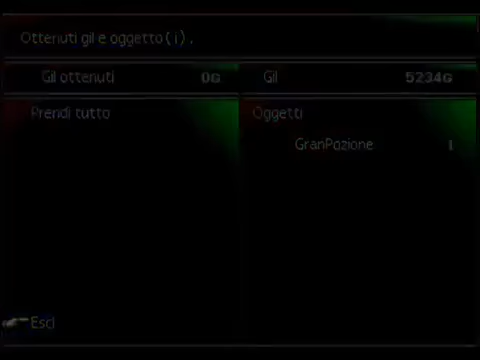 Ottenuti gil e oggetto(i).
Gil ottenuti 0G
Gil 5234G
Prendi tutto
Oggetti
GranPozione 1
Esci